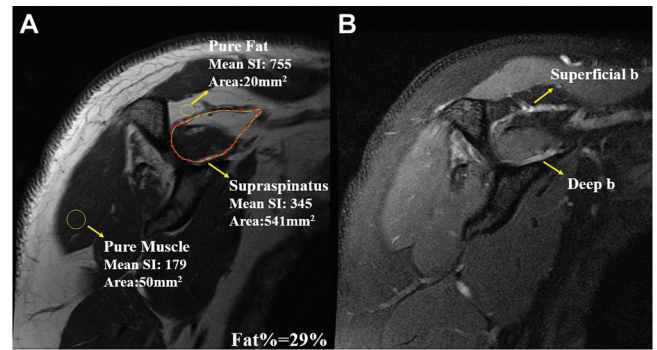 A
Pure Fat
Mean SI: 755
Area:20mm²
Supraspinatus
Mean SI: 345
Area:541mm²
Pure Muscle
Mean SI: 179
Area:50mm²
Fat%=29%
B
Superficial b
Deep b